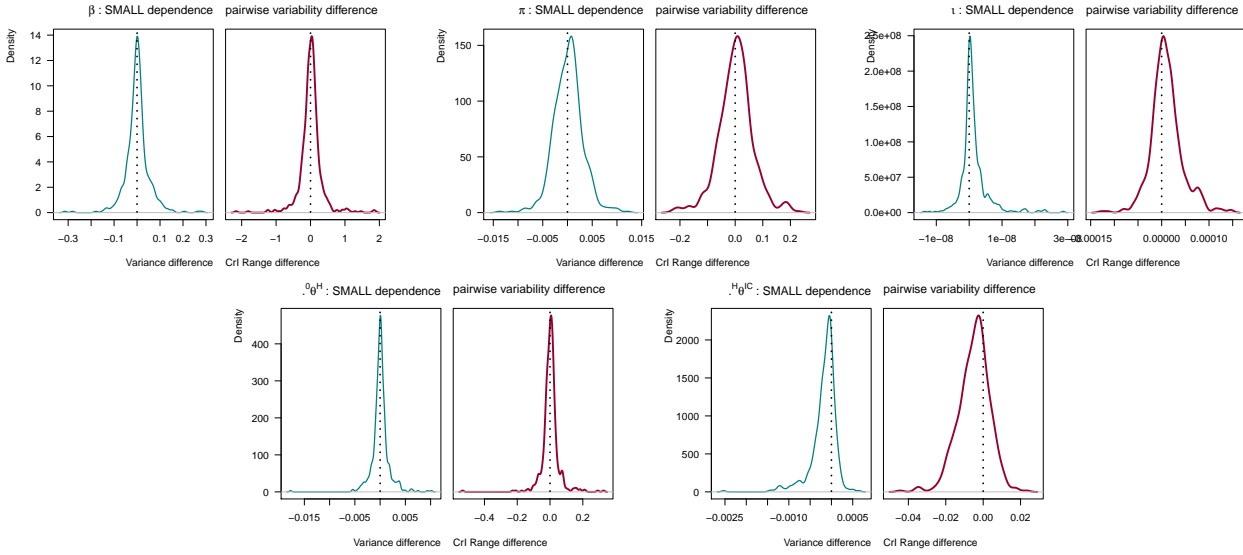 β : SMALL dependence pairwise variability difference
Density
14
12
10
8
6
4
2
0
−0.3 −0.1 0.1 0.3
−2 −1 0 1 2
Variance difference CrI Range difference
π : SMALL dependence pairwise variability difference
Density
150
100
50
0
−0.015 −0.005 0.005 0.015
−0.2 0.0 0.2
Variance difference CrI Range difference
ι : SMALL dependence pairwise variability difference
Density
2.5e+08
2.0e+08
1.5e+08
1.0e+08
5.0e+07
0.0e+00
−1e−08 1e−08 3e−08
−0.00015 0.00000 0.00010
Variance difference CrI Range difference
.⁰θᴴ : SMALL dependence pairwise variability difference
Density
400
300
200
100
0
−0.015 −0.005 0.005
−0.4 −0.2 0.0 0.2
Variance difference CrI Range difference
.ᴴθᴵᶜ : SMALL dependence pairwise variability difference
Density
2000
1500
1000
500
0
−0.0025 −0.0010 0.0005
−0.04 −0.02 0.00 0.02
Variance difference CrI Range difference